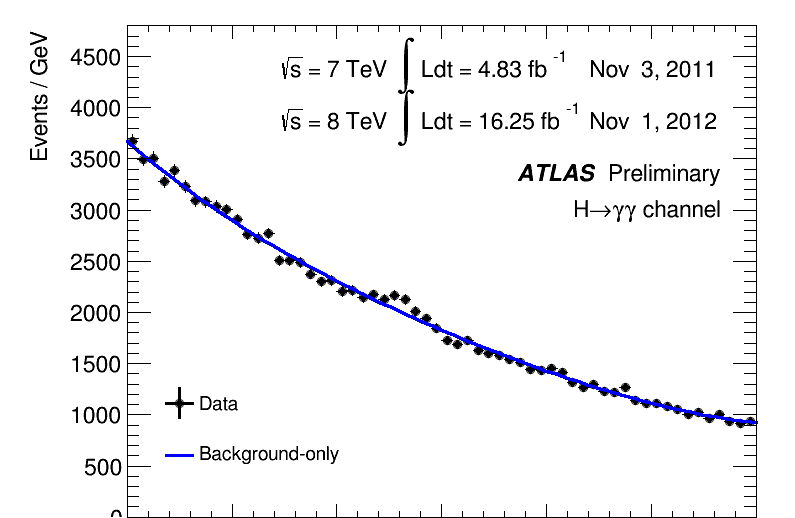 Events / GeV
4500
4000
3500
3000
2500
2000
1500
1000
500
0
√s = 7 TeV ∫ Ldt = 4.83 fb⁻¹ Nov 3, 2011
√s = 8 TeV ∫ Ldt = 16.25 fb⁻¹ Nov 1, 2012
ATLAS Preliminary
H→γγ channel
Data
Background-only